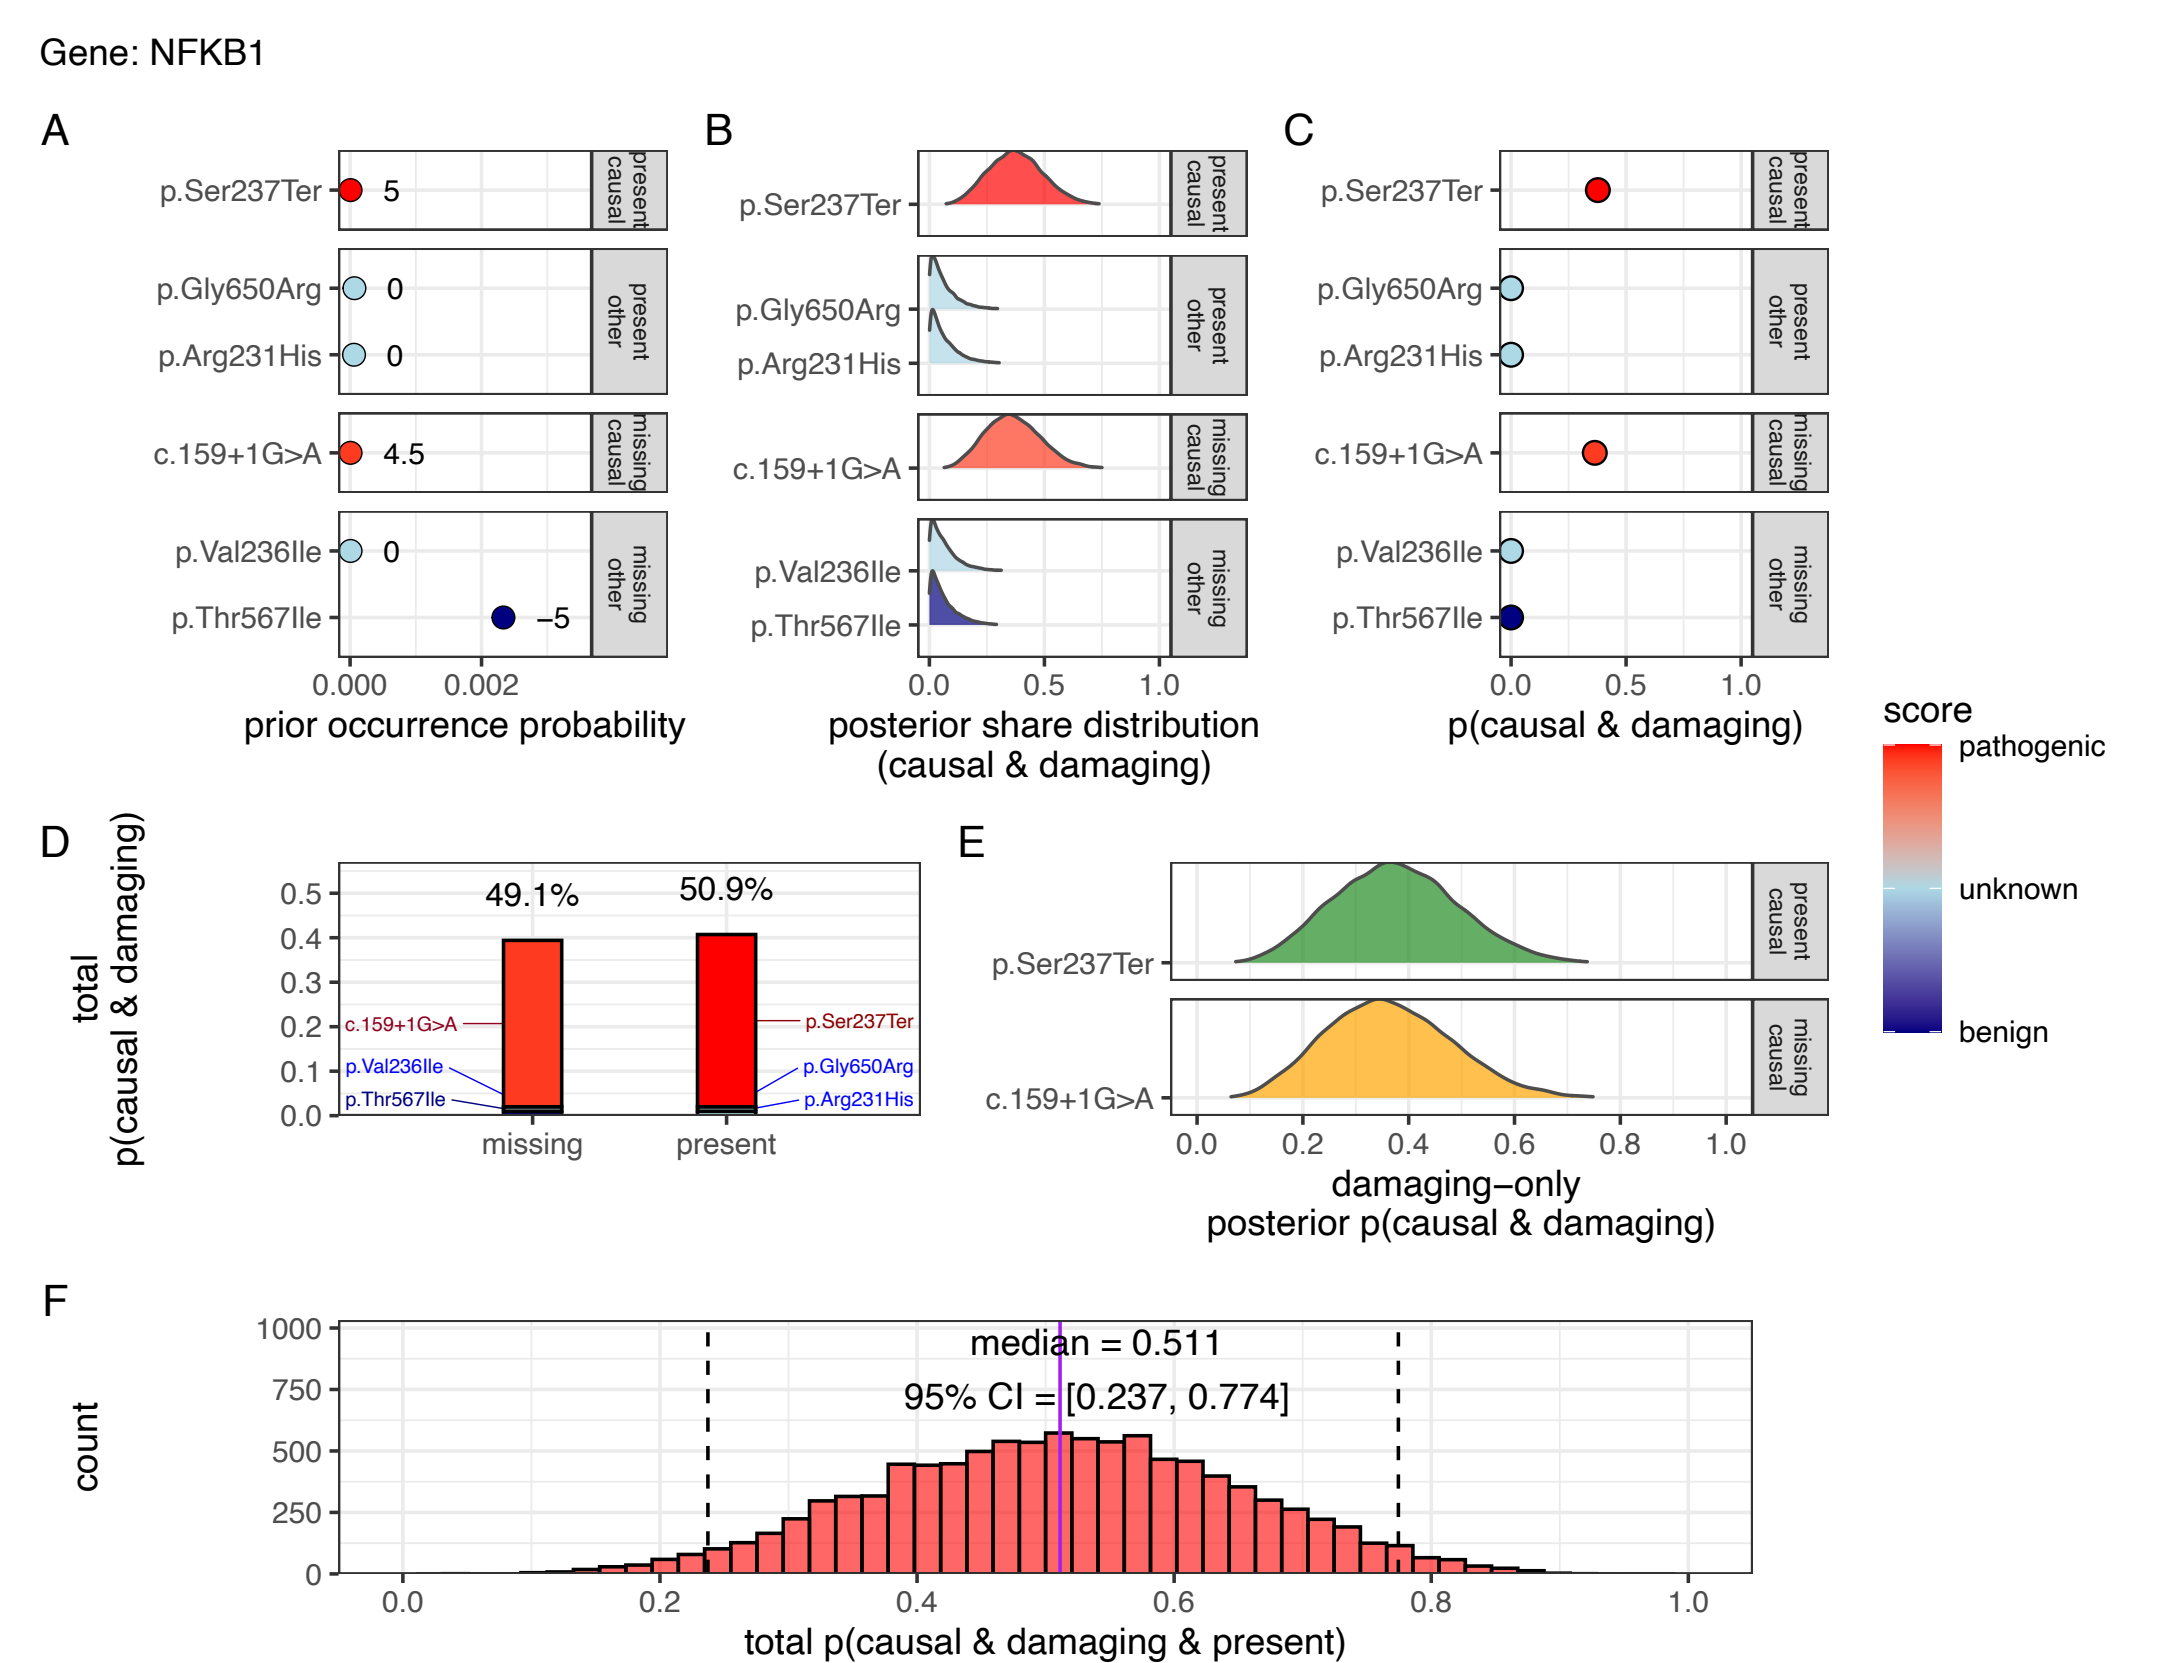 Gene: NFKB1
A
p.Ser237Ter
5
present
causal
p.Gly650Arg
0
p.Arg231His
0
present
other
c.159+1G>A
4.5
missing
causal
p.Val236Ile
0
p.Thr567Ile
−5
missing
other
0.000
0.002
prior occurrence probability
B
p.Ser237Ter
present
causal
p.Gly650Arg
p.Arg231His
present
other
c.159+1G>A
missing
causal
p.Val236Ile
p.Thr567Ile
missing
other
0.0
0.5
1.0
posterior share distribution
(causal & damaging)
C
p.Ser237Ter
present
causal
p.Gly650Arg
p.Arg231His
present
other
c.159+1G>A
missing
causal
p.Val236Ile
p.Thr567Ile
missing
other
0.0
0.5
1.0
p(causal & damaging)
score
pathogenic
unknown
benign
D
total
p(causal & damaging)
0.5
0.4
0.3
0.2
0.1
0.0
49.1%
50.9%
c.159+1G>A
p.Val236Ile
p.Thr567Ile
p.Ser237Ter
p.Gly650Arg
p.Arg231His
missing
present
E
p.Ser237Ter
present
causal
c.159+1G>A
missing
causal
0.0
0.2
0.4
0.6
0.8
1.0
damaging−only
posterior p(causal & damaging)
F
count
1000
750
500
250
0
median = 0.511
95% CI = [0.237, 0.774]
0.0
0.2
0.4
0.6
0.8
1.0
total p(causal & damaging & present)